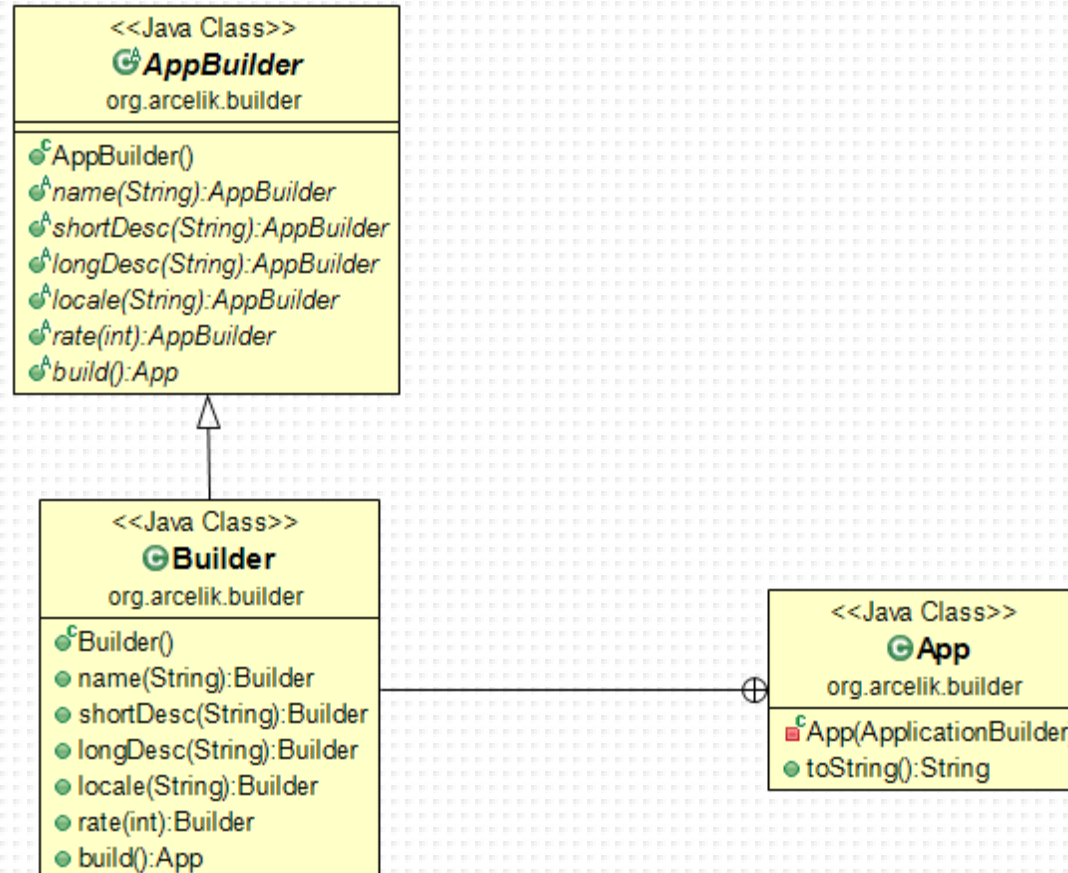 <<Java Class>>
AppBuilder
org.arcelik.builder
AppBuilder()
name(String):AppBuilder
shortDesc(String):AppBuilder
longDesc(String):AppBuilder
locale(String):AppBuilder
rate(int):AppBuilder
build():App
<<Java Class>>
Builder
org.arcelik.builder
Builder()
name(String):Builder
shortDesc(String):Builder
longDesc(String):Builder
locale(String):Builder
rate(int):Builder
build():App
<<Java Class>>
App
org.arcelik.builder
App(ApplicationBuilder
toString():String